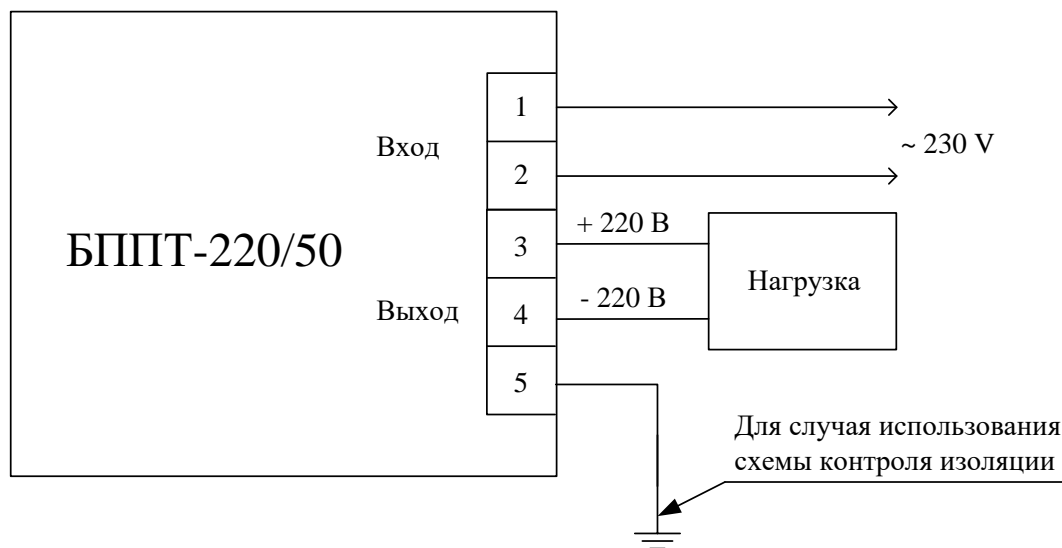 1
Вход
~ 230 V
2
+ 220 В
3
БППТ-220/50
Нагрузка
- 220 В
Выход
4
5
Для случая использования
схемы контроля изоляции